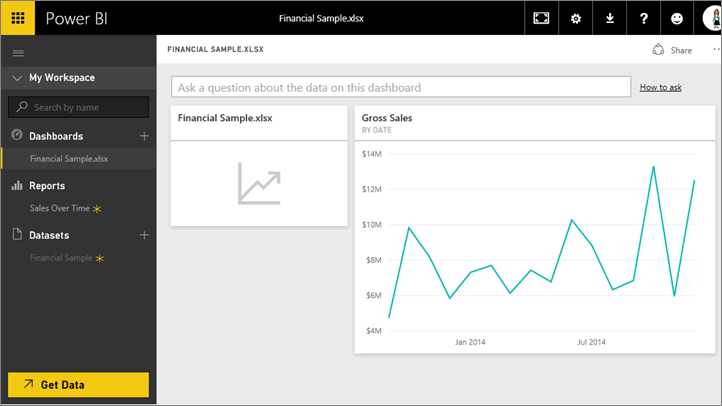 Power BI
Financial Sample.xlsx
?
My Workspace
Search by name
Dashboards
Financial Sample.xlsx
Reports
Sales Over Time
Datasets
Financial Sample
Get Data
FINANCIAL SAMPLE.XLSX
Share
Ask a question about the data on this dashboard
How to ask
Financial Sample.xlsx
Gross Sales
BY DATE
$14M
$12M
$10M
$8M
$6M
$4M
Jan 2014
Jul 2014